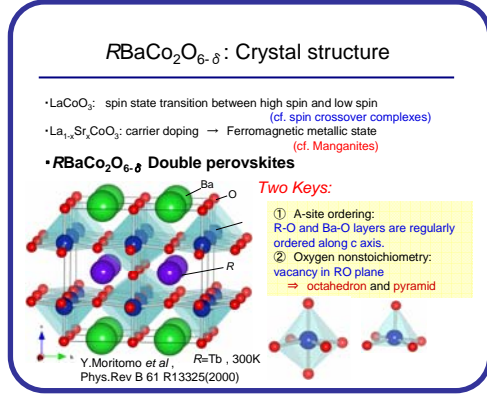 RBaCo2O6-δ: Crystal structure
・LaCoO3: spin state transition between high spin and low spin
(cf. spin crossover complexes)
・La1-xSrxCoO3: carrier doping → Ferromagnetic metallic state
(cf. Manganites)
・RBaCo2O6-δ Double perovskites
Ba
O
R
Two Keys:
① A-site ordering:
R-O and Ba-O layers are regularly
ordered along c axis.
② Oxygen nonstoichiometry:
vacancy in RO plane
⇒ octahedron and pyramid
Y.Moritomo et al , R=Tb , 300K
Phys.Rev B 61 R13325(2000)